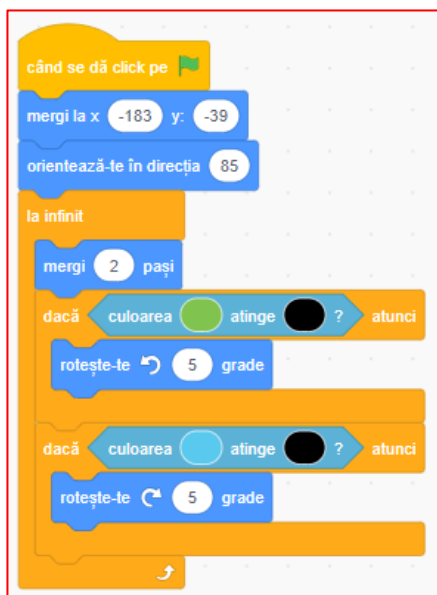 când se dă click pe
mergi la x -183 y: -39
orientează-te în direcția 85
la infinit
mergi 2 pași
dacă culoarea atinge ? atunci
rotește-te 5 grade
dacă culoarea atinge ? atunci
rotește-te 5 grade